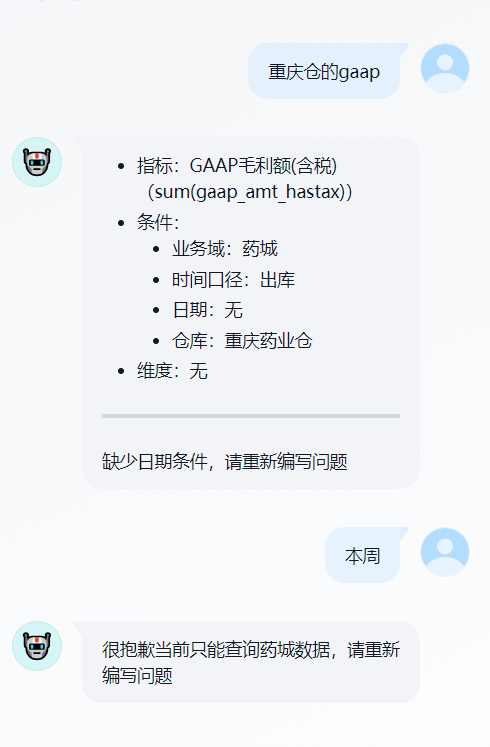 重庆仓的gaap
指标：GAAP毛利额(含税)
（sum(gaap_amt_hastax)）
条件：
业务域：药城
时间口径：出库
日期：无
仓库：重庆药业仓
维度：无
缺少日期条件，请重新编写问题
本周
很抱歉当前只能查询药城数据，请重新
编写问题